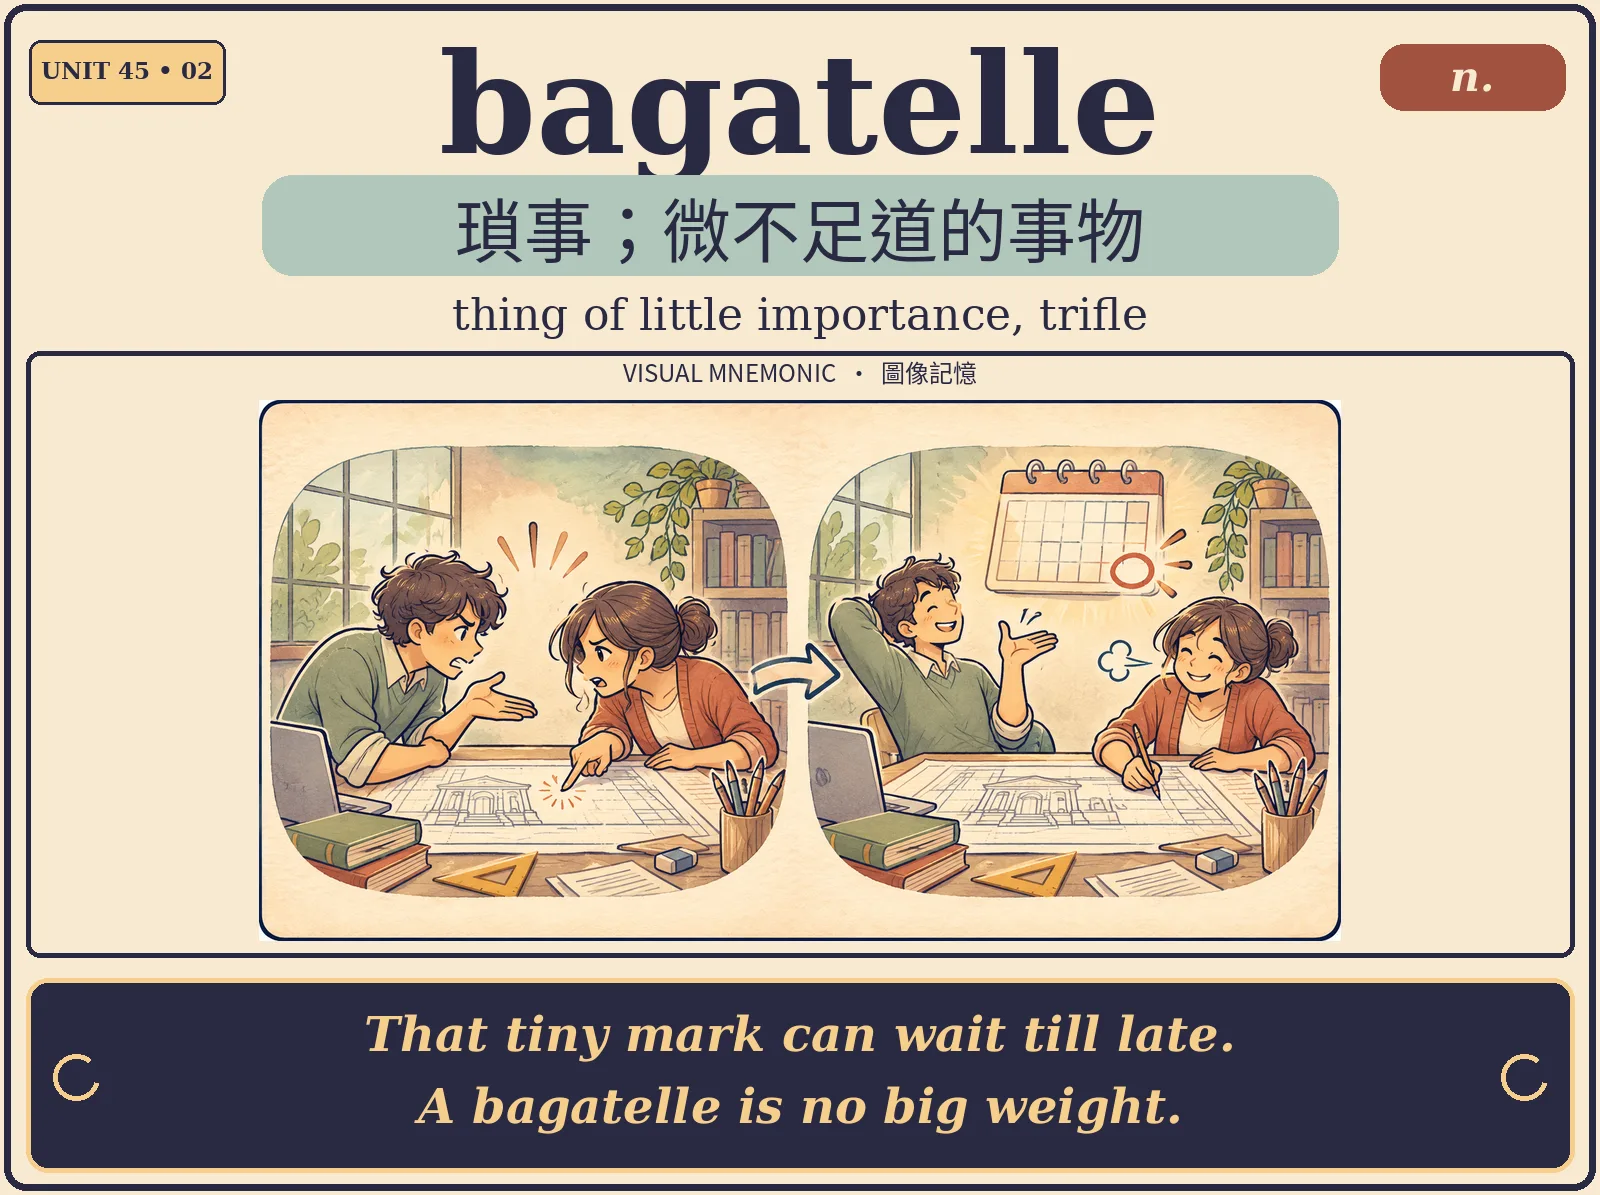 UNIT 45 • 02
bagatelle
n.
瑣事；微不足道的事物
thing of little importance, trifle
VISUAL MNEMONIC • 圖像記憶
That tiny mark can wait till late.
A bagatelle is no big weight.